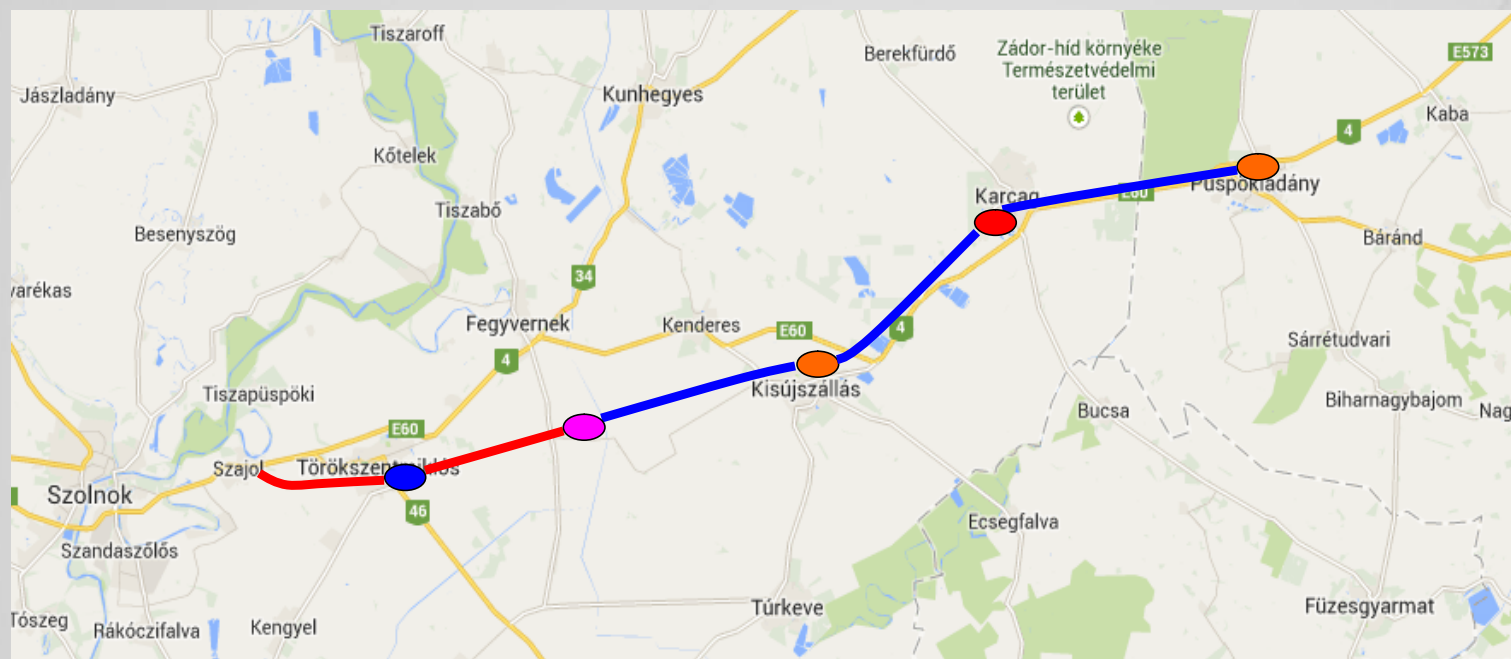 Tiszaroff
Berekfürdő
Zádor-híd környéke
Természetvédelmi
terület
E573
Jászladány
Kunhegyes
Kaba
4
Kőtelek
Karcag
E60
Püspökladány
Tiszabő
Besenyszög
Báránd
34
varékas
Fegyvernek
Kenderes
E60
4
Sárrétudvari
4
Kisújszállás
Tiszapüspöki
Bucsa
Biharnagybajom
Nag
E60
Szajol
Törökszentmiklós
Szolnok
46
Ecsegfalva
Szandaszőlős
Túrkeve
Füzesgyarmat
Tószeg
Rákóczifalva
Kengyel